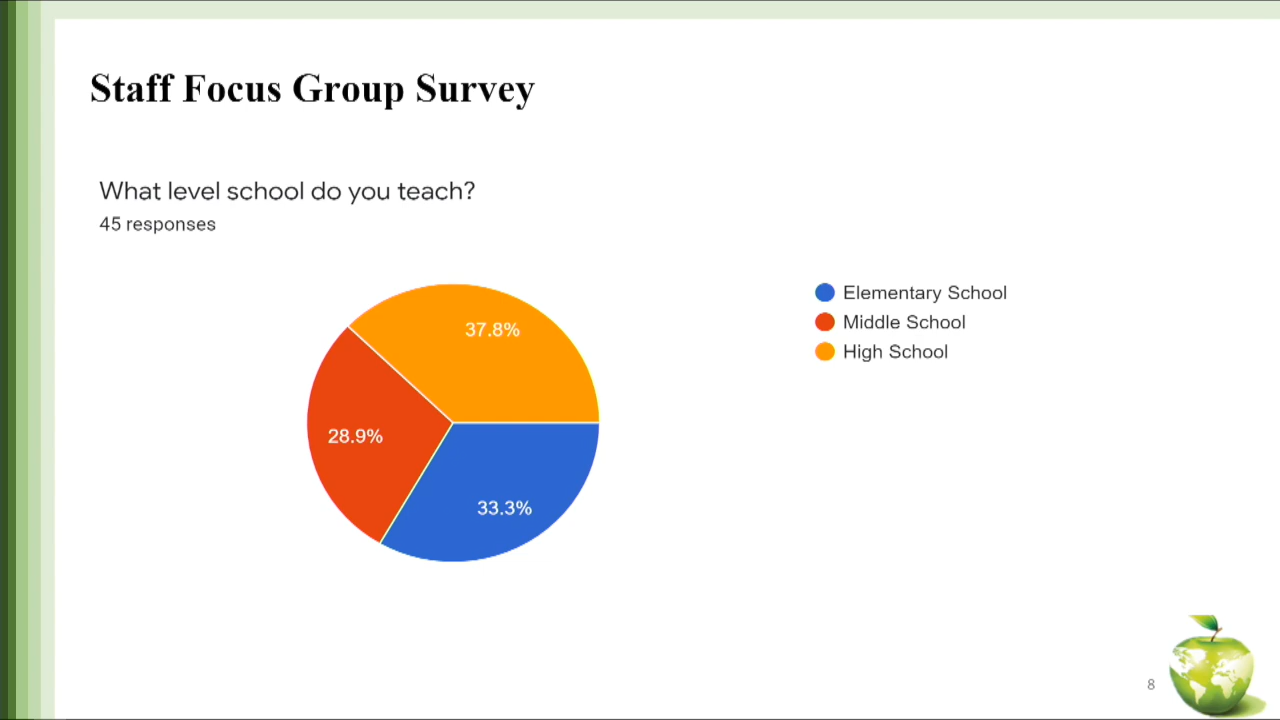 Staff Focus Group Survey
What level school do you teach?
45 responses
Elementary School
Middle School
High School
37.8%
28.9%
33.3%
8